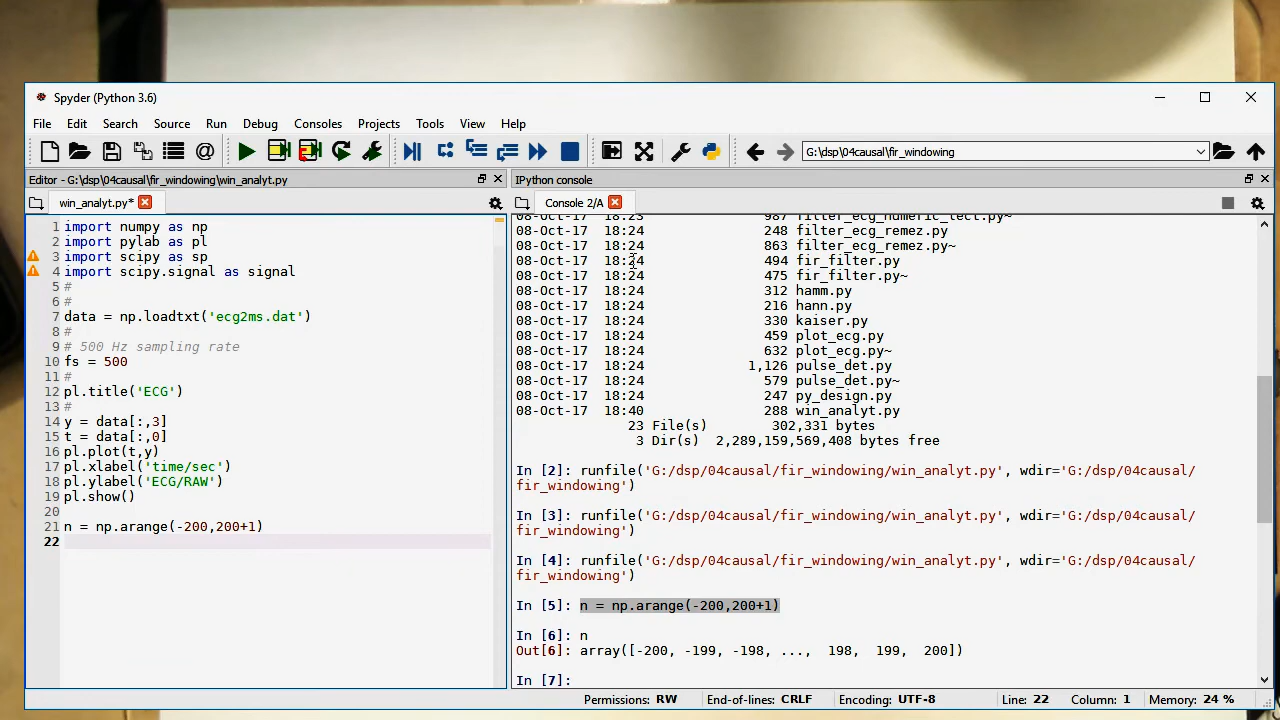 Spyder (Python 3.6)
File Edit Search Source Run Debug Consoles Projects Tools View Help
G:\dsp\04causal\fir_windowing
Editor - G:\dsp\04causal\fir_windowing\win_analyt.py
win_analyt.py*
1 import numpy as np
2 import pylab as pl
3 import scipy as sp
4 import scipy.signal as signal
5 #
6 #
7 data = np.loadtxt('ecg2ms.dat')
8 #
9 # 500 Hz sampling rate
10 fs = 500
11 #
12 pl.title('ECG')
13 #
14 y = data[:,3]
15 t = data[:,0]
16 pl.plot(t,y)
17 pl.xlabel('time/sec')
18 pl.ylabel('ECG/RAW')
19 pl.show()
20
21 n = np.arange(-200,200+1)
22
IPython console
Console 2/A
08-Oct-17 18:23 987 filter_ecg_numeric_tect.py~
08-Oct-17 18:24 248 filter_ecg_remez.py
08-Oct-17 18:24 863 filter_ecg_remez.py~
08-Oct-17 18:24 494 fir_filter.py
08-Oct-17 18:24 475 fir_filter.py~
08-Oct-17 18:24 312 hamm.py
08-Oct-17 18:24 216 hann.py
08-Oct-17 18:24 330 kaiser.py
08-Oct-17 18:24 459 plot_ecg.py
08-Oct-17 18:24 632 plot_ecg.py~
08-Oct-17 18:24 1,126 pulse_det.py
08-Oct-17 18:24 579 pulse_det.py~
08-Oct-17 18:24 247 py_design.py
08-Oct-17 18:40 288 win_analyt.py
23 File(s) 302,331 bytes
3 Dir(s) 2,289,159,569,408 bytes free
In [2]: runfile('G:/dsp/04causal/fir_windowing/win_analyt.py', wdir='G:/dsp/04causal/
fir_windowing')
In [3]: runfile('G:/dsp/04causal/fir_windowing/win_analyt.py', wdir='G:/dsp/04causal/
fir_windowing')
In [4]: runfile('G:/dsp/04causal/fir_windowing/win_analyt.py', wdir='G:/dsp/04causal/
fir_windowing')
In [5]: n = np.arange(-200,200+1)
In [6]: n
Out[6]: array([-200, -199, -198, ..., 198, 199, 200])
In [7]:
Permissions: RW End-of-lines: CRLF Encoding: UTF-8 Line: 22 Column: 1 Memory: 24 %